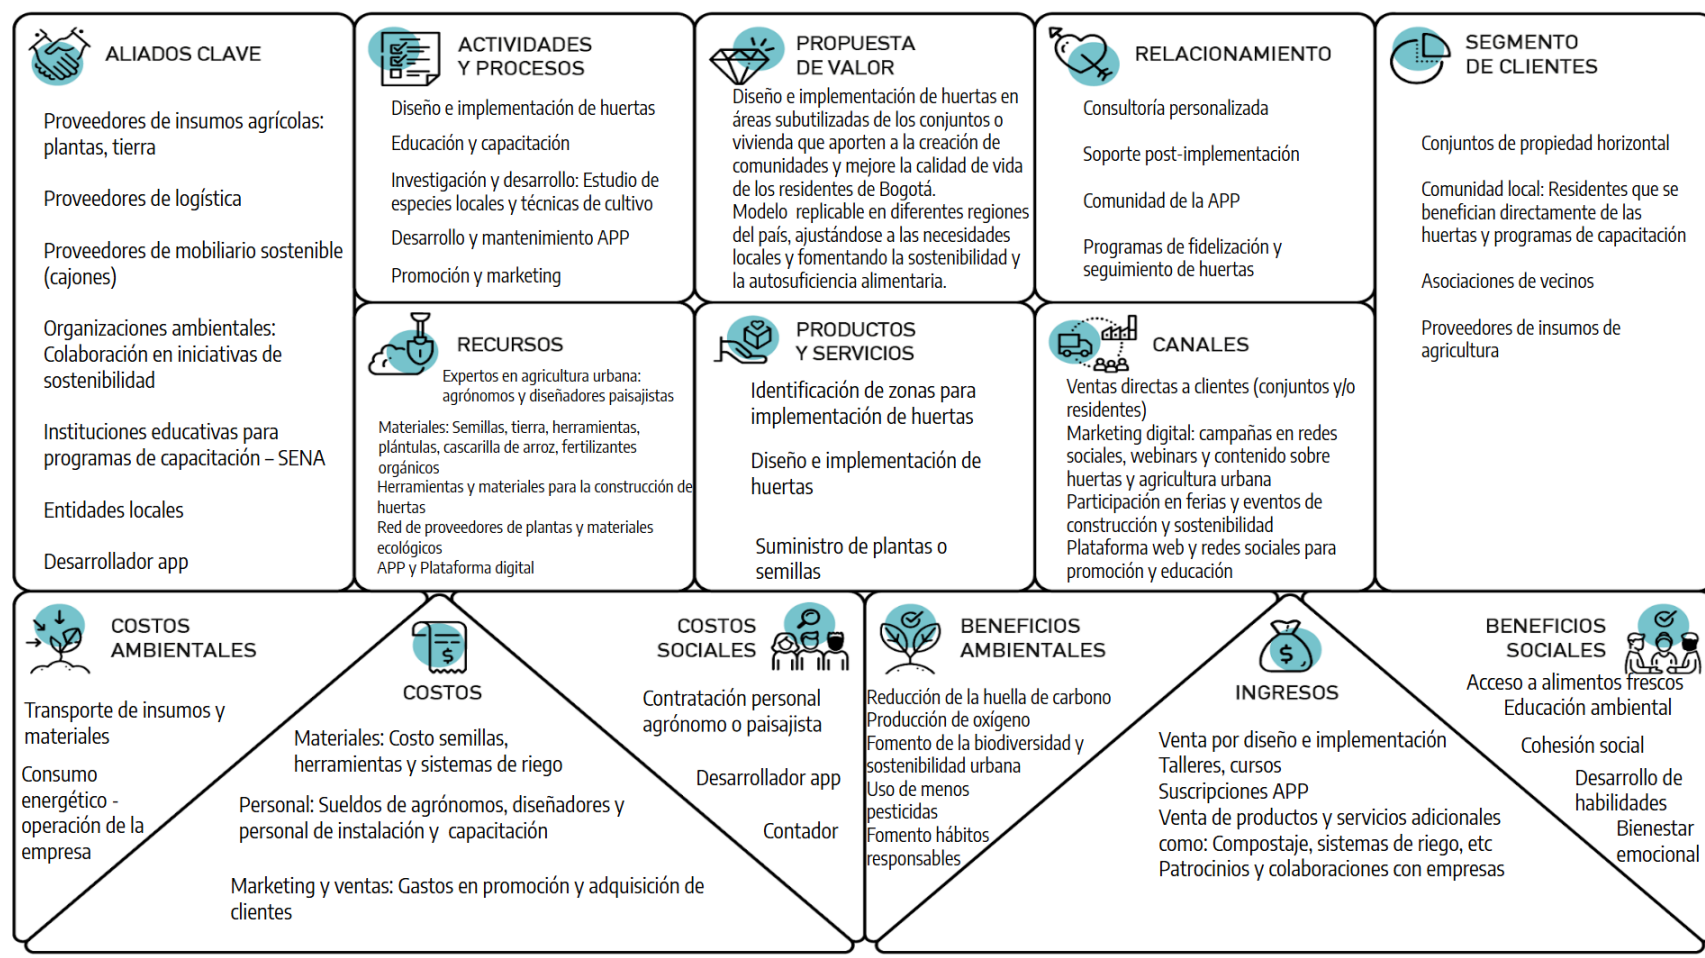 ALIADOS CLAVE
Proveedores de insumos agrícolas:
plantas, tierra
Proveedores de logística
Proveedores de mobiliario sostenible
(cajones)
Organizaciones ambientales:
Colaboración en iniciativas de
sostenibilidad
Instituciones educativas para
programas de capacitación – SENA
Entidades locales
Desarrollador app
ACTIVIDADES
Y PROCESOS
Diseño e implementación de huertas
Educación y capacitación
Investigación y desarrollo: Estudio de
especies locales y técnicas de cultivo
Desarrollo y mantenimiento APP
Promoción y marketing
RECURSOS
Expertos en agricultura urbana:
agrónomos y diseñadores paisajistas
Materiales: Semillas, tierra, herramientas,
plántulas, cascarilla de arroz, fertilizantes
orgánicos
Herramientas y materiales para la construcción de
huertas
Red de proveedores de plantas y materiales
ecológicos
APP y Plataforma digital
PROPUESTA
DE VALOR
Diseño e implementación de huertas en
áreas subutilizadas de los conjuntos o
vivienda que aporten a la creación de
comunidades y mejore la calidad de vida
de los residentes de Bogotá.
Modelo replicable en diferentes regiones
del país, ajustándose a las necesidades
locales y fomentando la sostenibilidad y
la autosuficiencia alimentaria.
PRODUCTOS
Y SERVICIOS
Identificación de zonas para
implementación de huertas
Diseño e implementación de
huertas
Suministro de plantas o
semillas
RELACIONAMIENTO
Consultoría personalizada
Soporte post-implementación
Comunidad de la APP
Programas de fidelización y
seguimiento de huertas
CANALES
Ventas directas a clientes (conjuntos y/o
residentes)
Marketing digital: campañas en redes
sociales, webinars y contenido sobre
huertas y agricultura urbana
Participación en ferias y eventos de
construcción y sostenibilidad
Plataforma web y redes sociales para
promoción y educación
SEGMENTO
DE CLIENTES
Conjuntos de propiedad horizontal
Comunidad local: Residentes que se
benefician directamente de las
huertas y programas de capacitación
Asociaciones de vecinos
Proveedores de insumos de
agricultura
COSTOS
AMBIENTALES
Transporte de insumos y
materiales
Consumo
energético -
operación de la
empresa
$
COSTOS
Materiales: Costo semillas,
herramientas y sistemas de riego
Personal: Sueldos de agrónomos, diseñadores y
personal de instalación y capacitación
Marketing y ventas: Gastos en promoción y adquisición de
clientes
COSTOS
SOCIALES
Contratación personal
agrónomo o paisajista
Desarrollador app
Contador
BENEFICIOS
AMBIENTALES
Reducción de la huella de carbono
Producción de oxígeno
Fomento de la biodiversidad y
sostenibilidad urbana
Uso de menos
pesticidas
Fomento hábitos
responsables
$
INGRESOS
Venta por diseño e implementación
Talleres, cursos
Suscripciones APP
Venta de productos y servicios adicionales
como: Compostaje, sistemas de riego, etc
Patrocinios y colaboraciones con empresas
BENEFICIOS
SOCIALES
Acceso a alimentos frescos
Educación ambiental
Cohesión social
Desarrollo de
habilidades
Bienestar
emocional